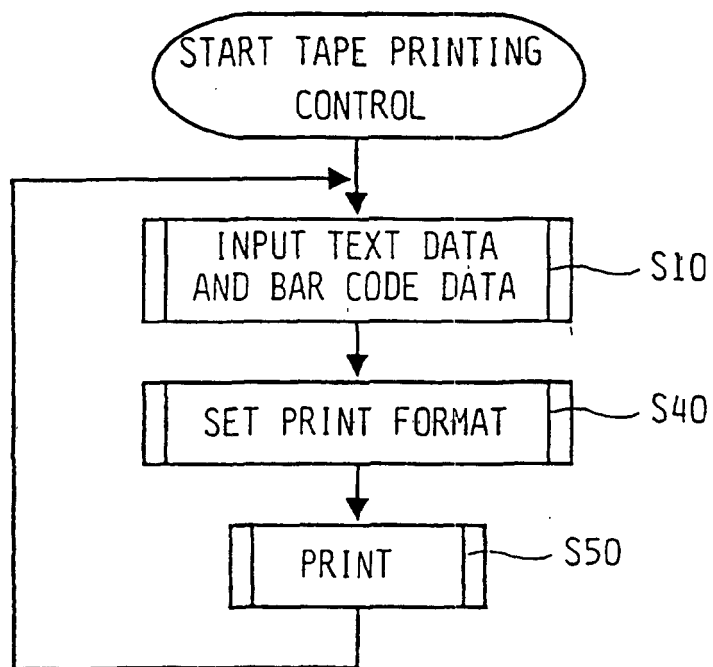 START TAPE PRINTING
CONTROL
INPUT TEXT DATA
AND BAR CODE DATA
S10
SET PRINT FORMAT
S40
PRINT
S50